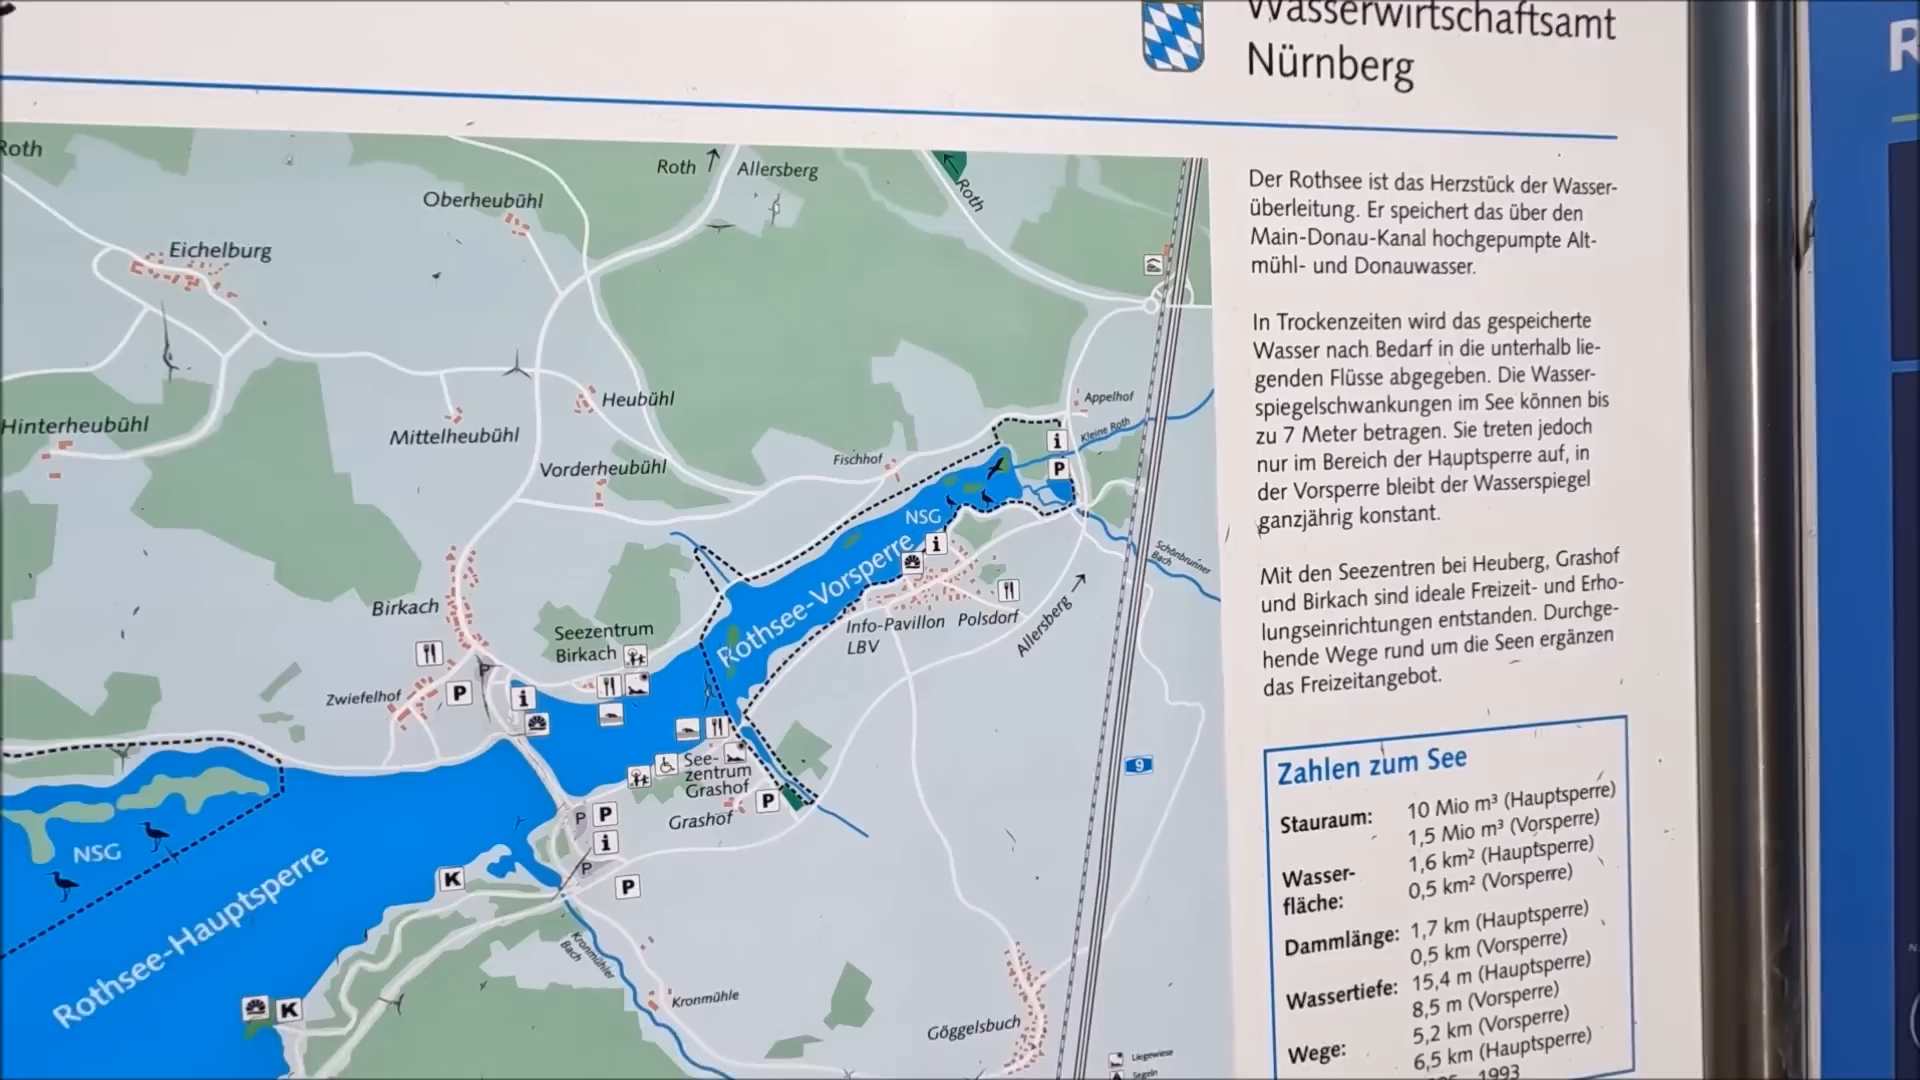 Wasserwirtschaftsamt
Nürnberg
Roth
Roth
Allersberg
Roth
Oberheubühl
Eichelburg
Heubühl
Appelhof
Hinterheubühl
Mittelheubühl
Kleine Roth
i
P
Vorderheubühl
Fischhof
NSG
i
Schönbrunner
Bach
Rothsee-Vorsperre
Birkach
Info-Pavillon
LBV
Polsdorf
Allersberg
Seezentrum
Birkach
Zwiefelhof
P
P
i
9
See-
zentrum
Grashof
P
Grashof
P
P
i
P
P
NSG
K
Rothsee-Hauptsperre
Kronmühler
Bach
K
Kronmühle
Göggelsbuch
Liegewiese
Segeln
Der Rothsee ist das Herzstück der Wasser-
überleitung. Er speichert das über den
Main-Donau-Kanal hochgepumpte Alt-
mühl- und Donauwasser.
In Trockenzeiten wird das gespeicherte
Wasser nach Bedarf in die unterhalb lie-
genden Flüsse abgegeben. Die Wasser-
spiegelschwankungen im See können bis
zu 7 Meter betragen. Sie treten jedoch
nur im Bereich der Hauptsperre auf, in
der Vorsperre bleibt der Wasserspiegel
ganzjährig konstant.
Mit den Seezentren bei Heuberg, Grashof
und Birkach sind ideale Freizeit- und Erho-
lungseinrichtungen entstanden. Durchge-
hende Wege rund um die Seen ergänzen
das Freizeitangebot.
Zahlen zum See
Stauraum: 10 Mio m³ (Hauptsperre)
1,5 Mio m³ (Vorsperre)
Wasser-
fläche: 1,6 km² (Hauptsperre)
0,5 km² (Vorsperre)
Dammlänge: 1,7 km (Hauptsperre)
0,5 km (Vorsperre)
Wassertiefe: 15,4 m (Hauptsperre)
8,5 m (Vorsperre)
Wege: 5,2 km (Vorsperre)
6,5 km (Hauptsperre)
1993
R